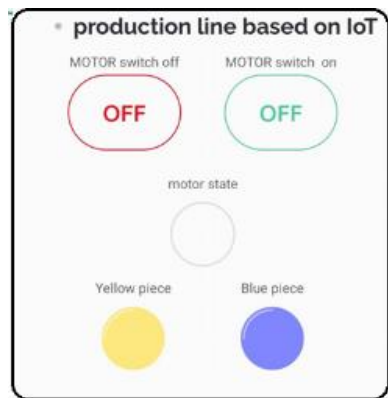 production line based on IoT
MOTOR switch off MOTOR switch on
OFF OFF
motor state
Yellow piece Blue piece